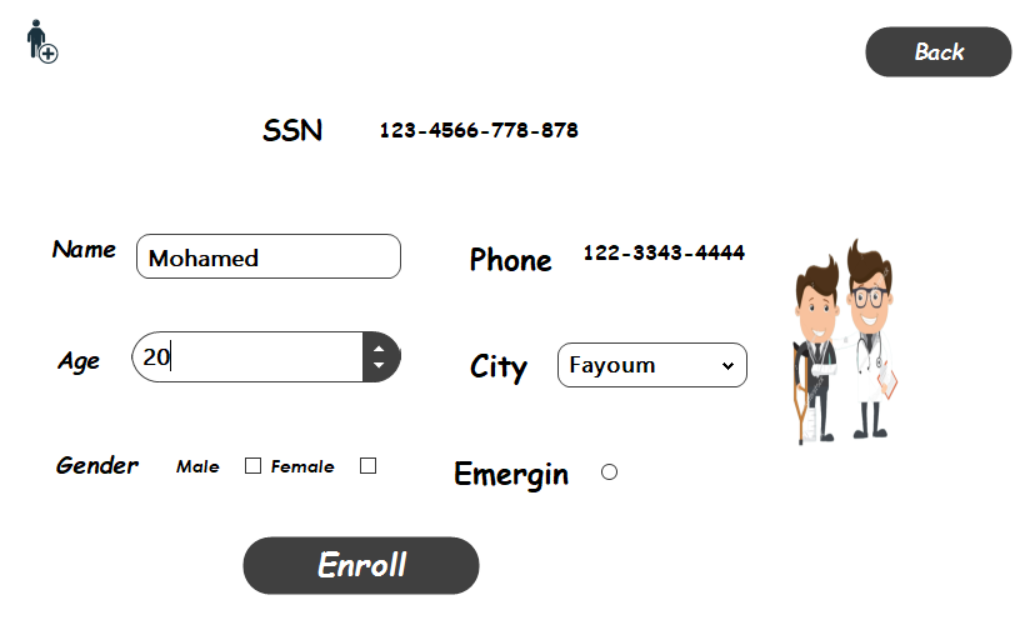 Back
SSN 123-4566-778-878
Name Mohamed
Phone 122-3343-4444
Age 20
City Fayoum
Gender Male Female
Emergin
Enroll